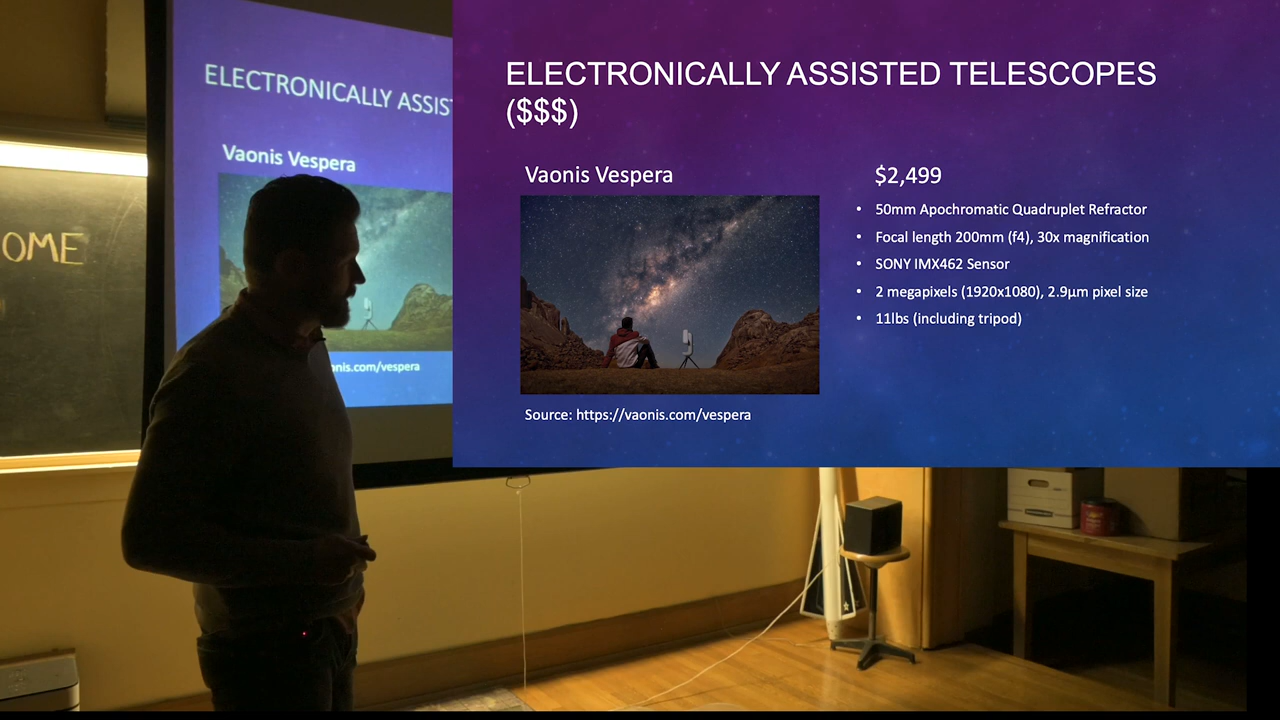 OME
ELECTRONICALLY ASSIS
Vaonis Vespera
onis.com/vespera
ELECTRONICALLY ASSISTED TELESCOPES
($$$)
Vaonis Vespera
Source: https://vaonis.com/vespera
$2,499
• 50mm Apochromatic Quadruplet Refractor
• Focal length 200mm (f4), 30x magnification
• SONY IMX462 Sensor
• 2 megapixels (1920x1080), 2.9µm pixel size
• 11lbs (including tripod)